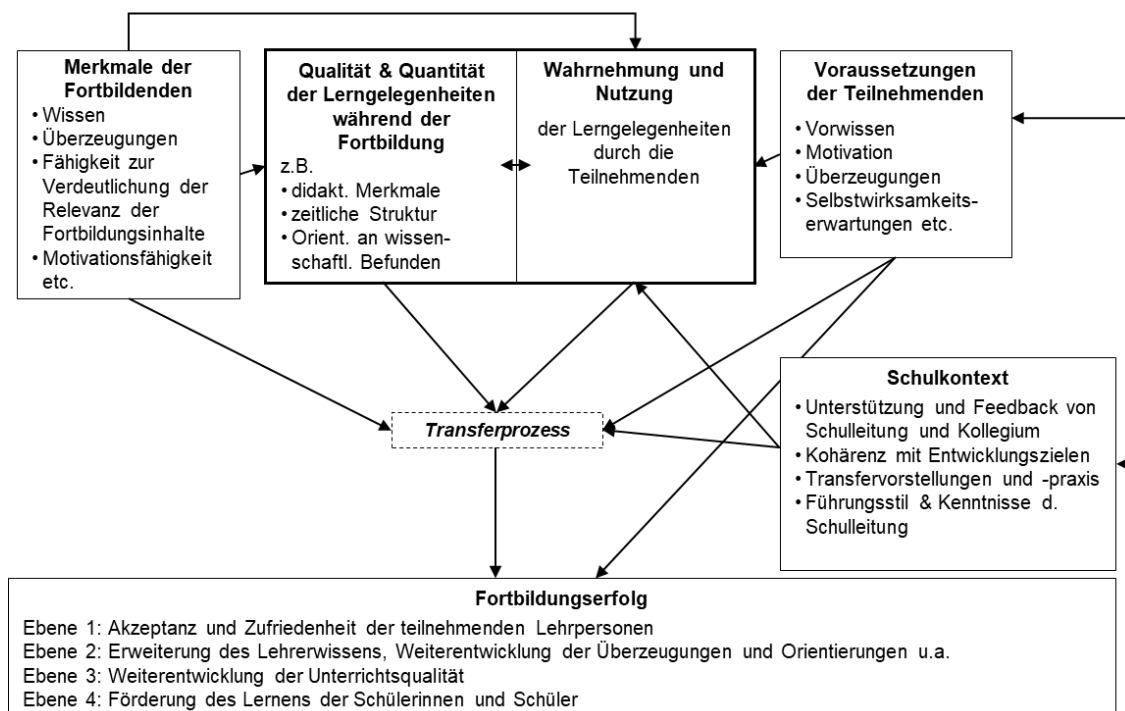 Merkmale der
Fortbildenden
• Wissen
• Überzeugungen
• Fähigkeit zur
Verdeutlichung der
Relevanz der
Fortbildungsinhalte
• Motivationsfähigkeit
etc.
Qualität & Quantität
der Lerngelegenheiten
während der
Fortbildung
z.B.
• didakt. Merkmale
• zeitliche Struktur
• Orient. an wissen-
schaftl. Befunden
Wahrnehmung und
Nutzung
der Lerngelegenheiten
durch die
Teilnehmenden
Voraussetzungen
der Teilnehmenden
• Vorwissen
• Motivation
• Überzeugungen
• Selbstwirksamkeits-
erwartungen etc.
Transferprozess
Schulkontext
• Unterstützung und Feedback von
Schulleitung und Kollegium
• Kohärenz mit Entwicklungszielen
• Transfervorstellungen und -praxis
• Führungsstil & Kenntnisse d.
Schulleitung
Fortbildungserfolg
Ebene 1: Akzeptanz und Zufriedenheit der teilnehmenden Lehrpersonen
Ebene 2: Erweiterung des Lehrerwissens, Weiterentwicklung der Überzeugungen und Orientierungen u.a.
Ebene 3: Weiterentwicklung der Unterrichtsqualität
Ebene 4: Förderung des Lernens der Schülerinnen und Schüler